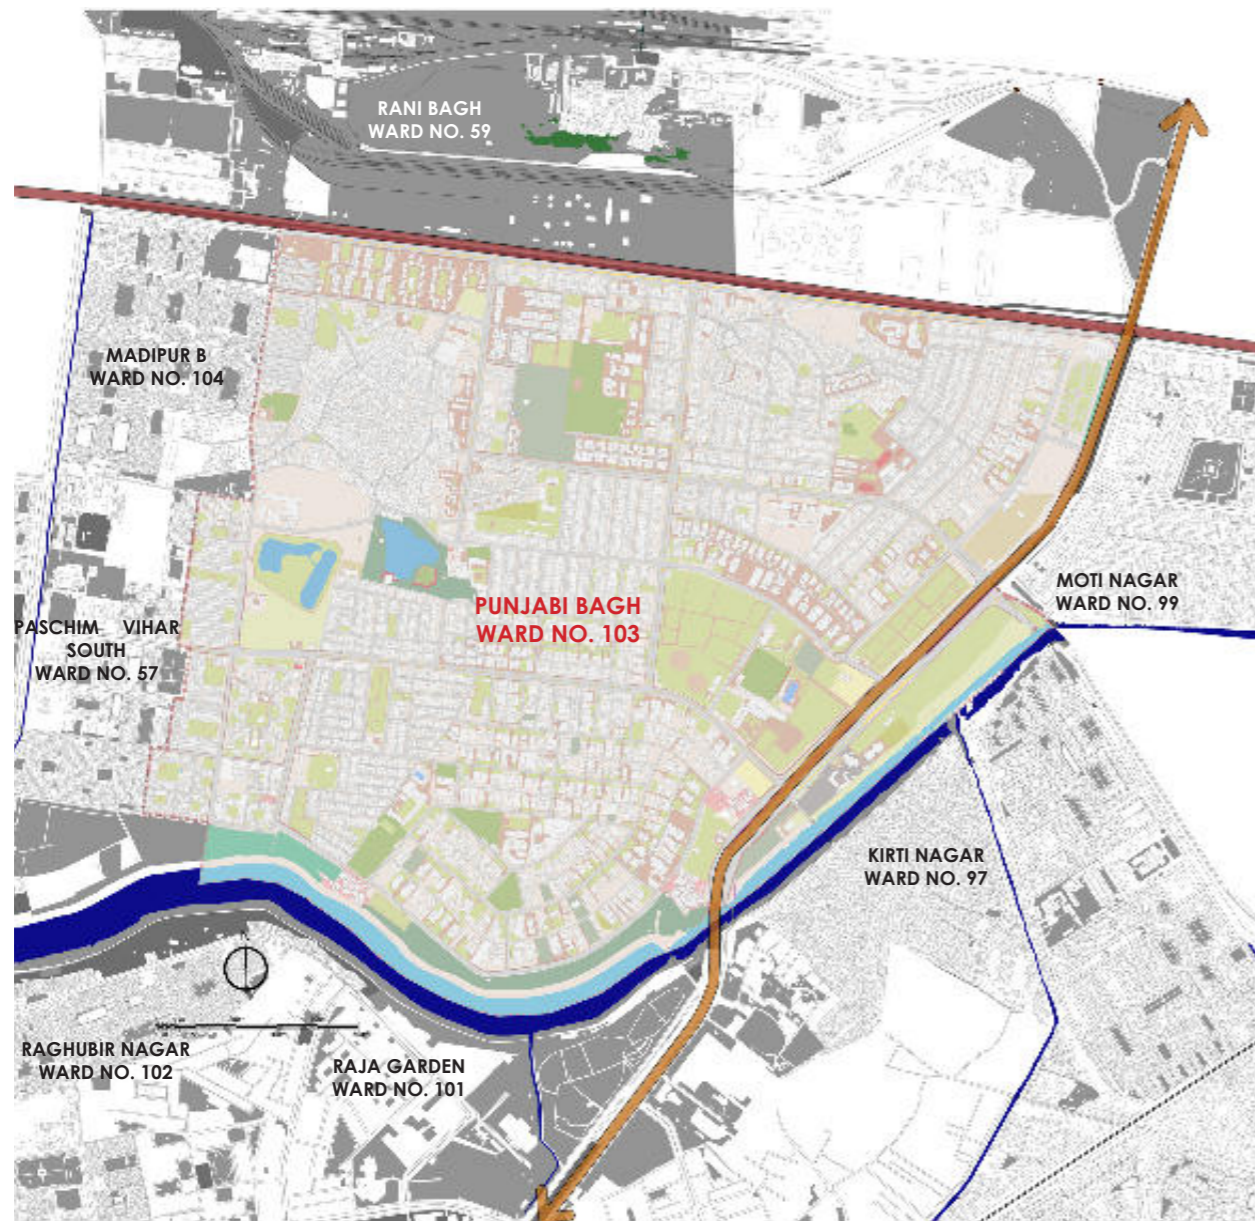 RANI BAGH
WARD NO. 59
MADIPUR B
WARD NO. 104
MOTI NAGAR
WARD NO. 99
PUNJABI BAGH
WARD NO. 103
PASCHIM VIHAR
SOUTH
WARD NO. 57
KIRTI NAGAR
WARD NO. 97
RAGHUBIR NAGAR
WARD NO. 102
RAJA GARDEN
WARD NO. 101